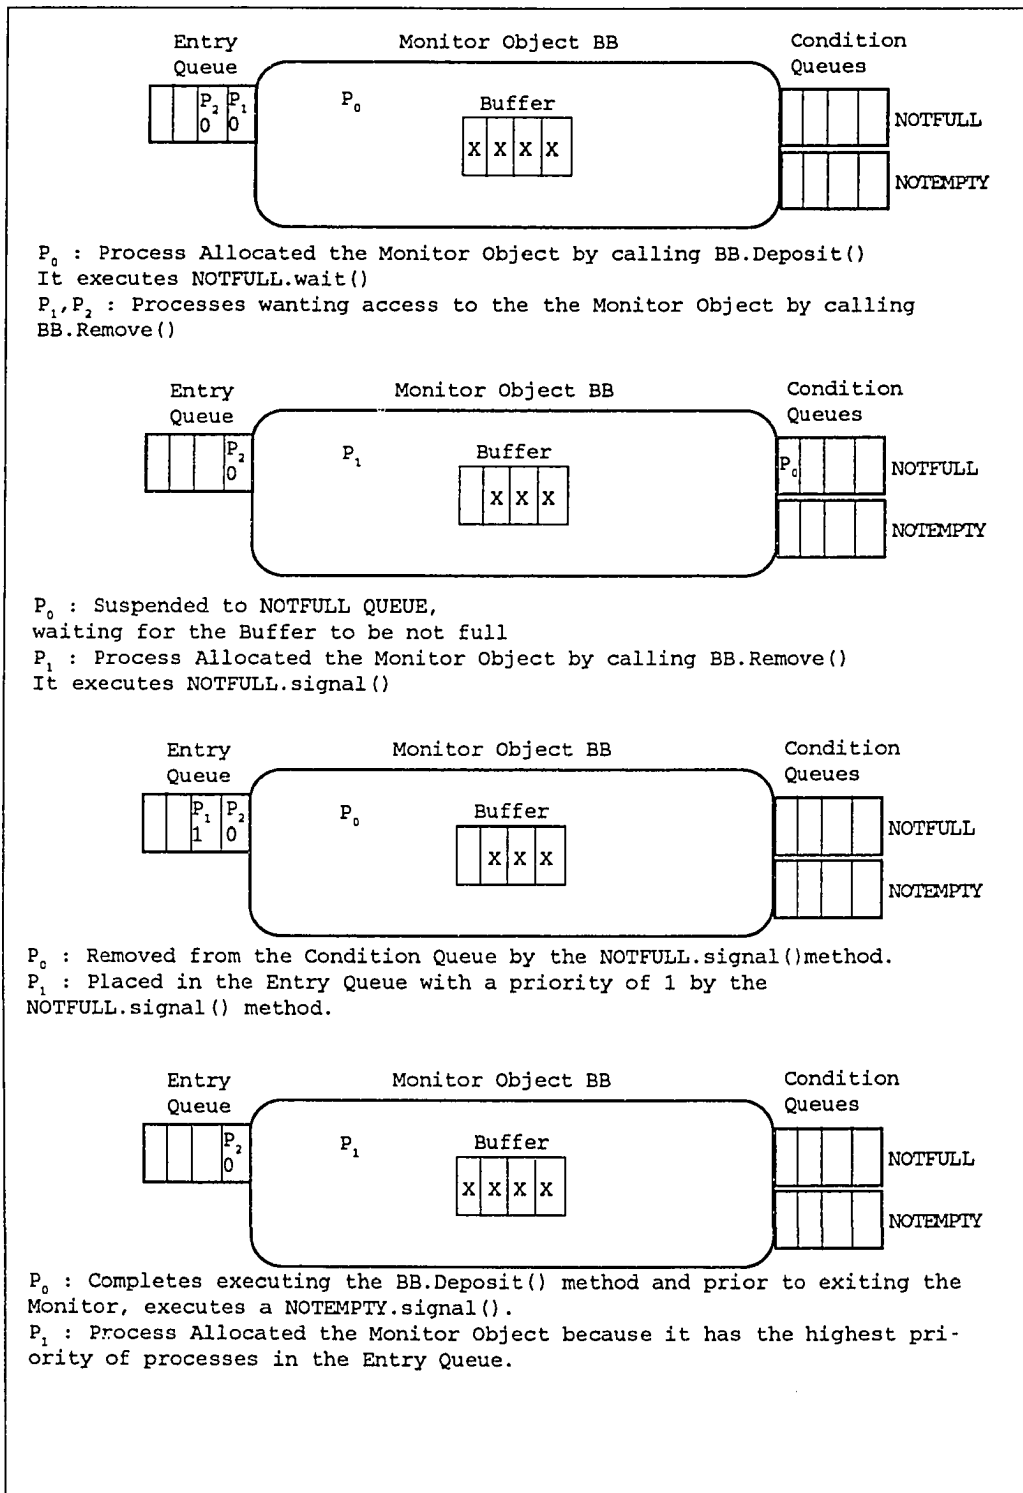 Entry Queue
Monitor Object BB
Condition Queues
P₂ P₁
0 0
P₀
Buffer
X X X X
NOTFULL
NOTEMPTY
P₀ : Process Allocated the Monitor Object by calling BB.Deposit()
It executes NOTFULL.wait()
P₁,P₂ : Processes wanting access to the the Monitor Object by calling
BB.Remove()
Entry Queue
Monitor Object BB
Condition Queues
P₂
0
P₁
Buffer
X X X
P₀
NOTFULL
NOTEMPTY
P₀ : Suspended to NOTFULL QUEUE,
waiting for the Buffer to be not full
P₁ : Process Allocated the Monitor Object by calling BB.Remove()
It executes NOTFULL.signal()
Entry Queue
Monitor Object BB
Condition Queues
P₁ P₂
1 0
P₀
Buffer
X X X
NOTFULL
NOTEMPTY
P₀ : Removed from the Condition Queue by the NOTFULL.signal()method.
P₁ : Placed in the Entry Queue with a priority of 1 by the
NOTFULL.signal() method.
Entry Queue
Monitor Object BB
Condition Queues
P₂
0
P₁
Buffer
X X X X
NOTFULL
NOTEMPTY
P₀ : Completes executing the BB.Deposit() method and prior to exiting the
Monitor, executes a NOTEMPTY.signal().
P₁ : Process Allocated the Monitor Object because it has the highest pri-
ority of processes in the Entry Queue.